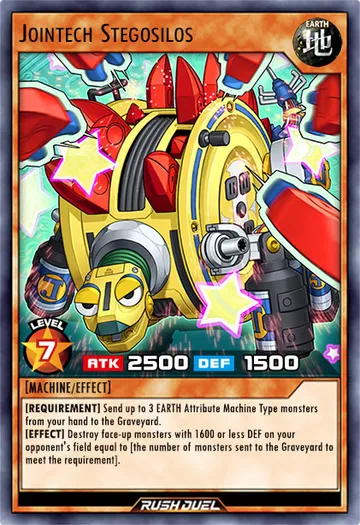 Jointech Stegosilos
EARTH
地
J
LEVEL
7
ATK 2500 DEF 1500
[MACHINE/EFFECT]
[REQUIREMENT] Send up to 3 EARTH Attribute Machine Type monsters
from your hand to the Graveyard.
[EFFECT] Destroy face-up monsters with 1600 or less DEF on your
opponent's field equal to [the number of monsters sent to the Graveyard to
meet the requirement].
RUSH DUEL